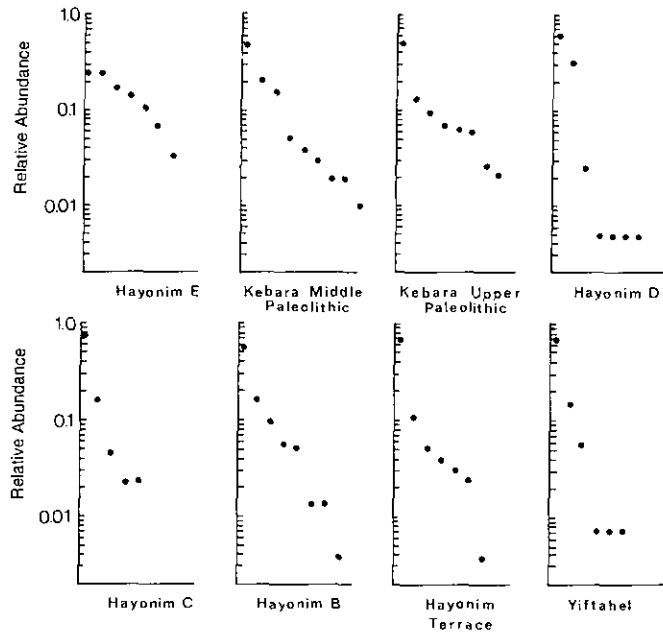 Relative Abundance
1.0
0.1
0.01
Hayonim E
Kebara Middle
Paleolithic
Kebara Upper
Paleolithic
Hayonim D
Relative Abundance
1.0
0.1
0.01
Hayonim C
Hayonim B
Hayonim
Terrace
Yiftahel